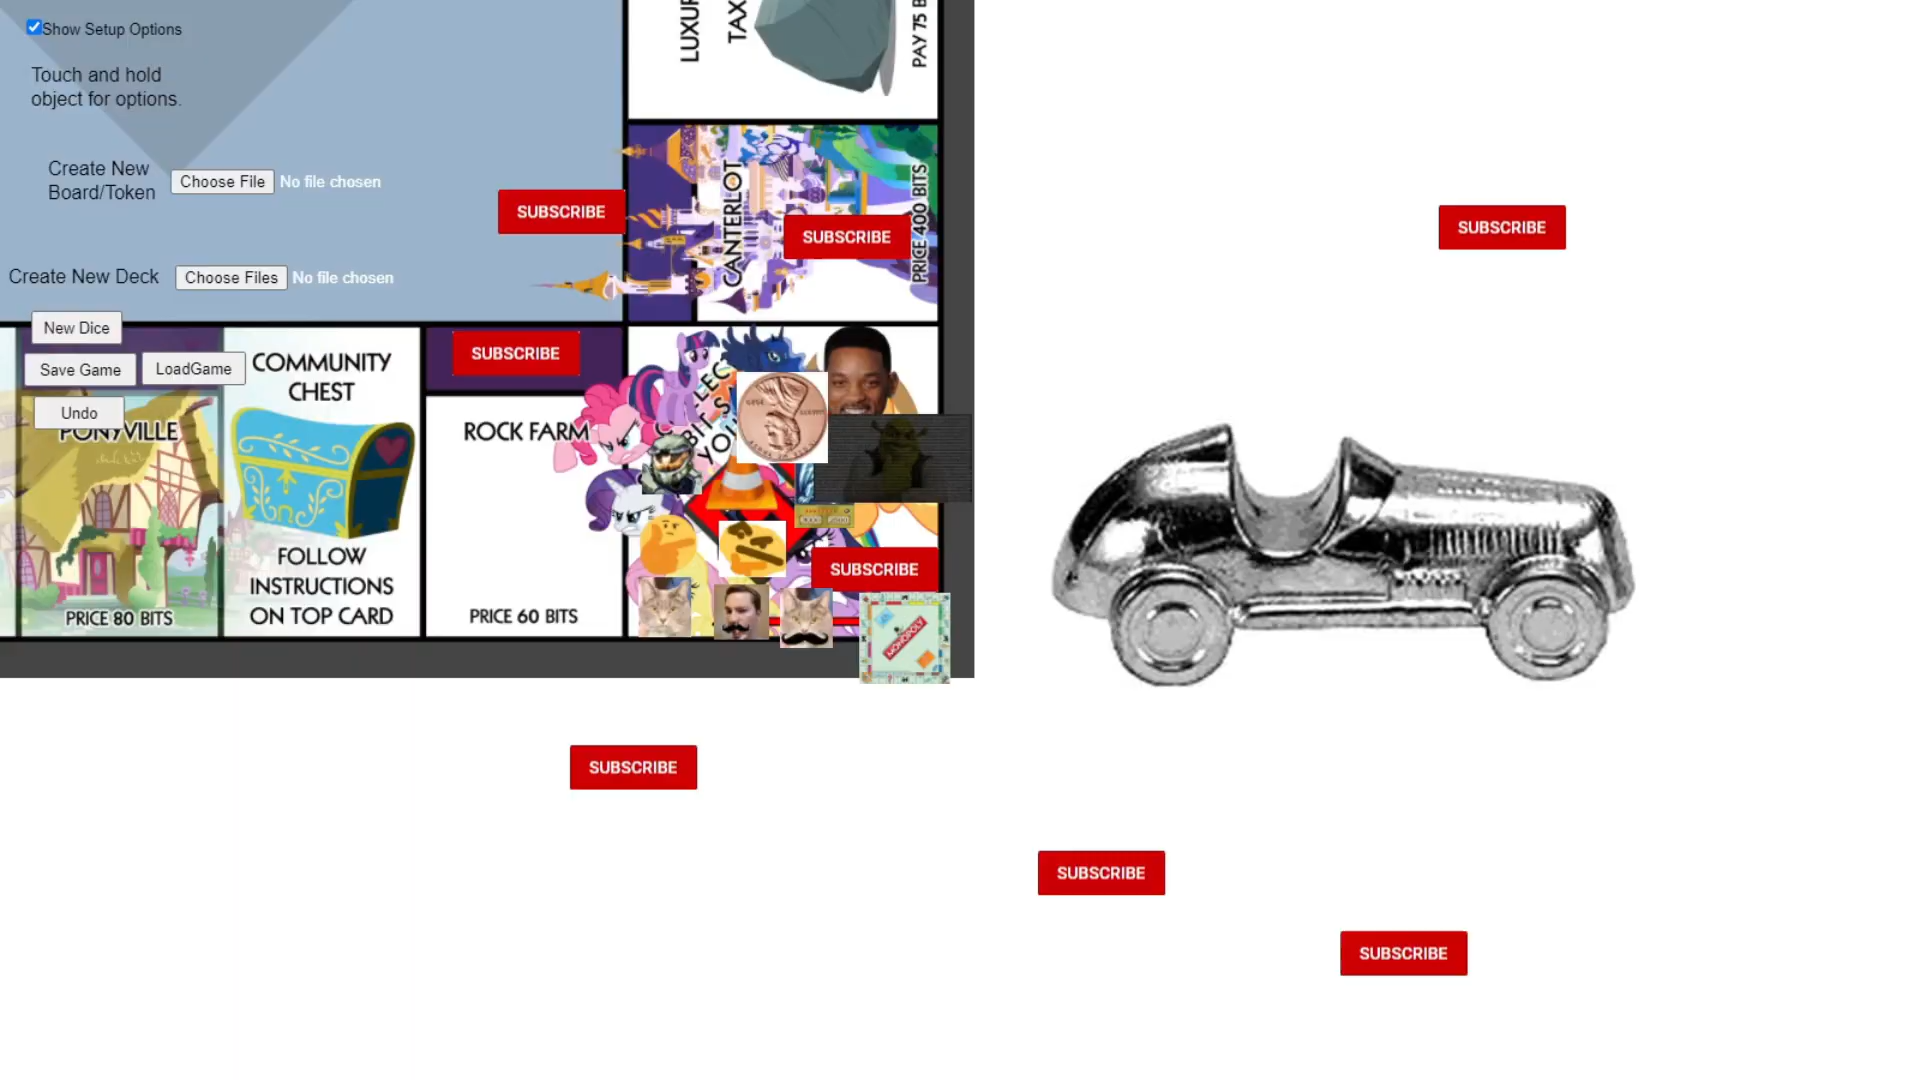 Show Setup Options
Touch and hold
object for options.
Create New
Board/Token
Choose File
No file chosen
Create New Deck
Choose Files
No file chosen
New Dice
Save Game
LoadGame
Undo
TAX
PAY 75 B
CANTERLOT
PRICE 400 BITS
SUBSCRIBE
SUBSCRIBE
SUBSCRIBE
SUBSCRIBE
PONYVILLE
PRICE 80 BITS
COMMUNITY
CHEST
FOLLOW
INSTRUCTIONS
ON TOP CARD
ROCK FARM
PRICE 60 BITS
SUBSCRIBE
MONOPOLY
SUBSCRIBE
SUBSCRIBE
SUBSCRIBE